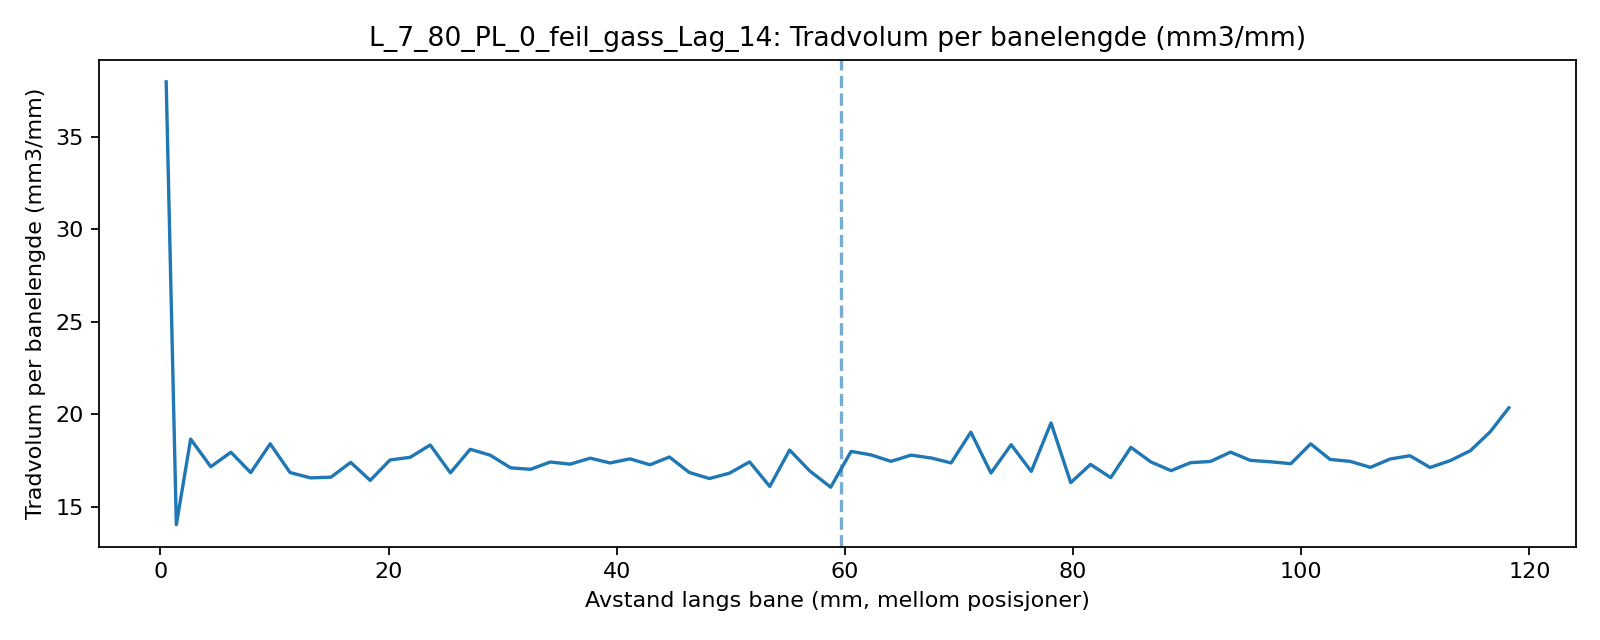 L_7_80_PL_0_feil_gass_Lag_14: Tradvolum per banelengde (mm3/mm)
Tradvolum per banelengde (mm3/mm)
35
30
25
20
15
0 20 40 60 80 100 120
Avstand langs bane (mm, mellom posisjoner)